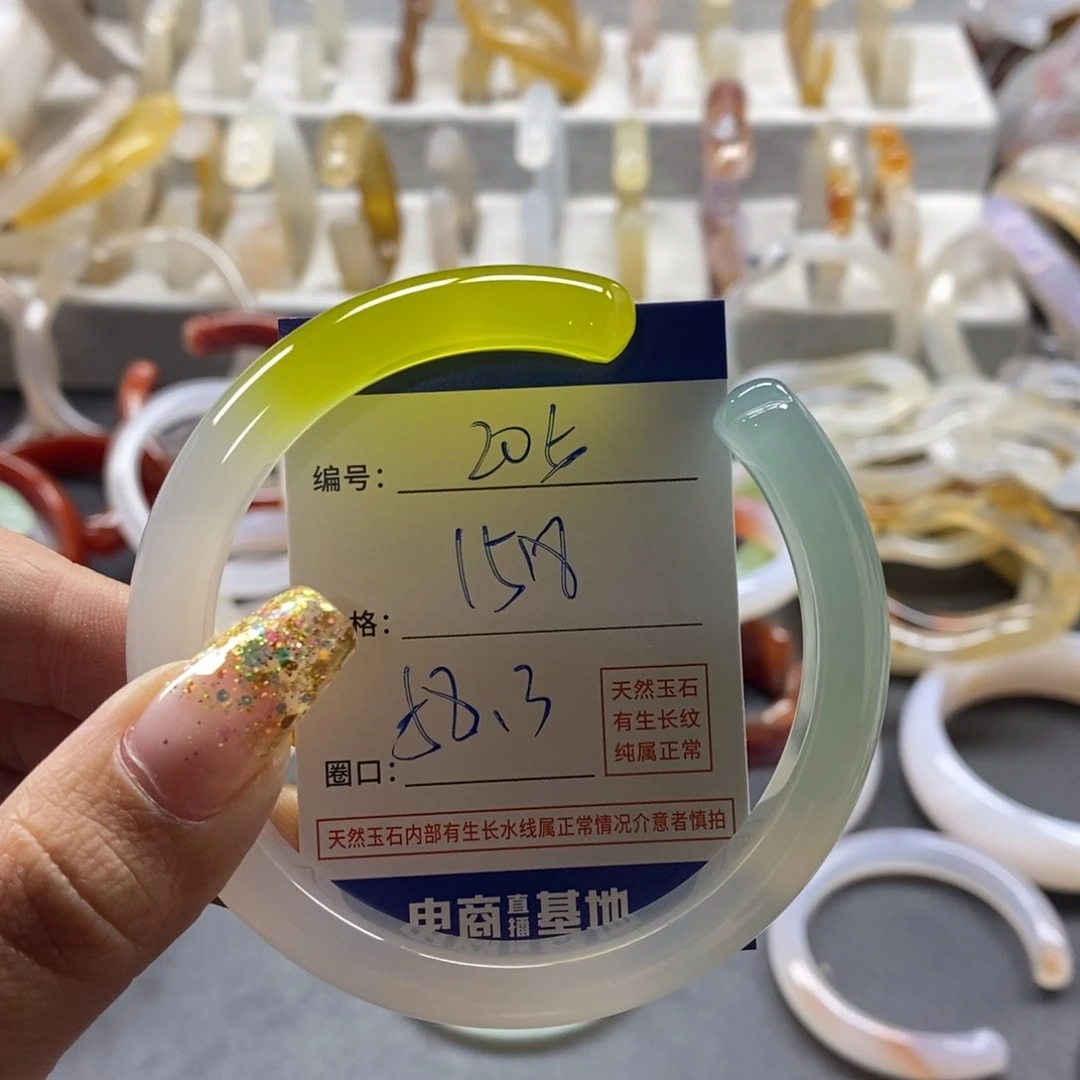 编号：205
158
格：
58.3
圈口：
天然玉石
有生长纹
纯属正常
天然玉石内部有生长水线属正常情况介意者慎拍
电商直播基地